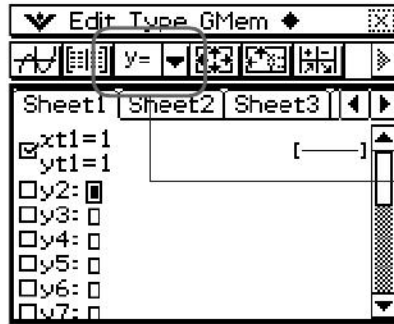 Edit Type GMem
y=
Sheet1 Sheet2 Sheet3
xt1=1
yt1=1
y2:
y3:
y4:
y5:
y6:
y7: